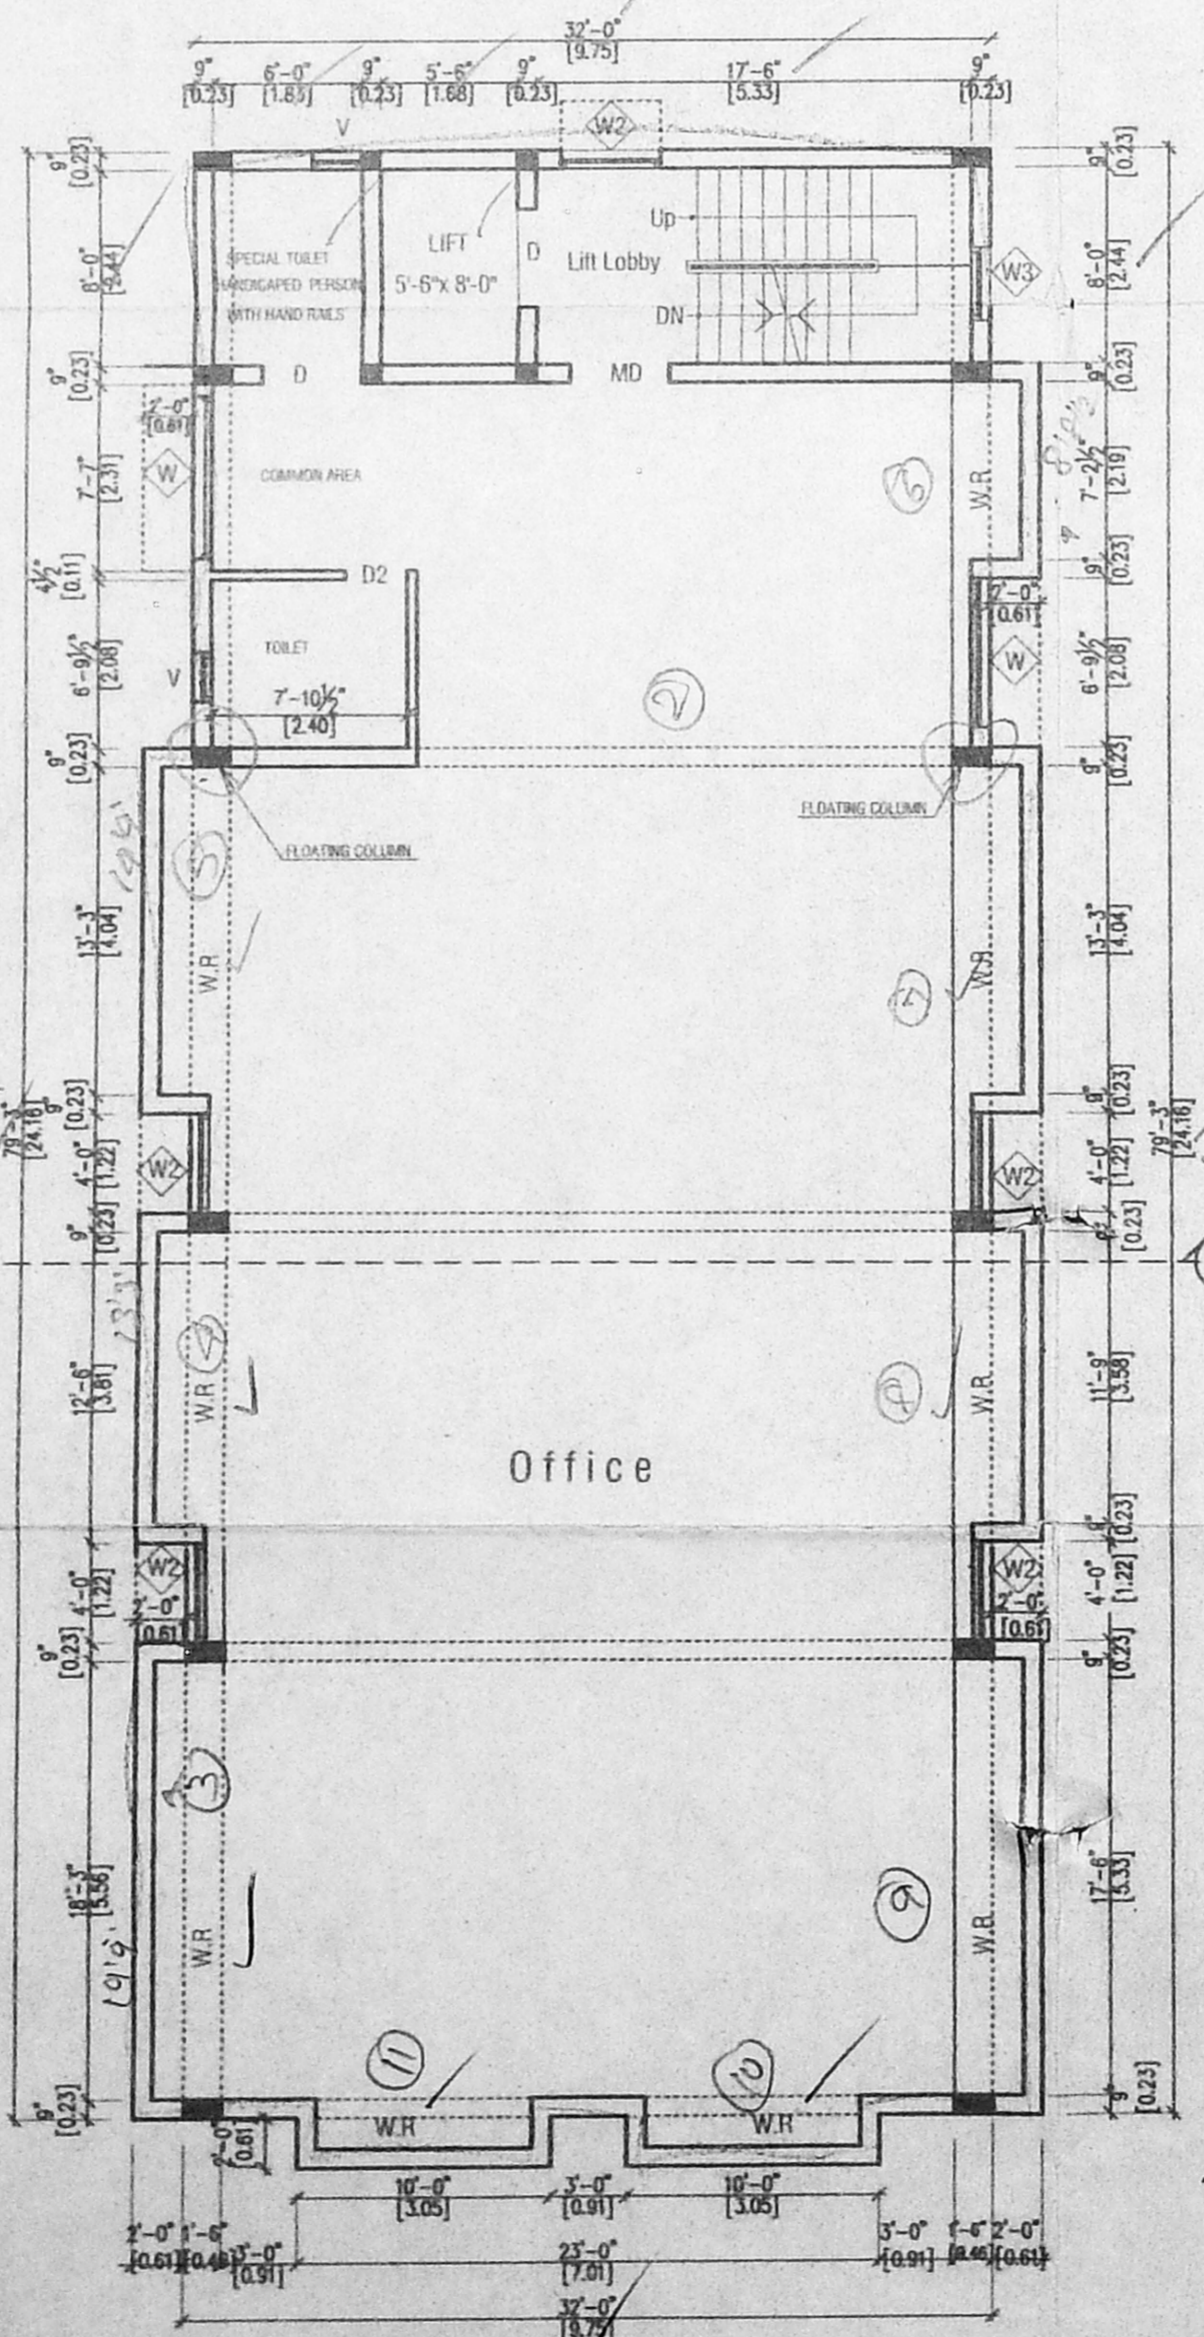 32'-0"
[9.75]
9" 6'-0" 9" 5'-6" 9" 17'-6" 9"
[0.23] [1.83] [0.23] [1.68] [0.23] [5.33] [0.23]
V
W2
9"
[0.23]
9"
[0.23]
8'-0"
[2.44]
8'-0"
[2.44]
SPECIAL TOILET
HANDICAPED PERSON
WITH HAND RAILS
LIFT
5'-6"x 8'-0"
D
Lift Lobby
Up
DN
W3
9"
[0.23]
D
MD
9"
[0.23]
2'-0"
[0.61]
W
7'-7"
[2.31]
COMMON AREA
6
W.R
7'-2½"
[2.19]
4½"
[0.11]
D2
9"
[0.23]
2'-0"
[0.61]
6'-9½"
[2.08]
V
TOILET
7'-10½"
[2.40]
2
W
6'-9½"
[2.08]
9"
[0.23]
9"
[0.23]
FLOATING COLUMN
FLOATING COLUMN
5
13'-3"
[4.04]
W.R
7
W.R
13'-3"
[4.04]
79'-3"
[24.16]
9"
[0.23]
9"
[0.23]
79'-3"
[24.16]
4'-0"
[1.22]
W2
W2
4'-0"
[1.22]
9"
[0.23]
9"
[0.23]
13'3'
4
12'-6"
[3.81]
W.R
8
W.R
11'-9"
[3.58]
Office
9"
[0.23]
4'-0"
[1.22]
W2
2'-0"
[0.61]
W2
2'-0"
[0.61]
4'-0"
[1.22]
9"
[0.23]
9"
[0.23]
3
18'-3"
[5.56]
W.R
9
W.R
17'-6"
[5.33]
19'9'
11
10
9"
[0.23]
9"
[0.23]
2'-0"
[0.61]
W.R
W.R
10'-0" 3'-0" 10'-0"
[3.05] [0.91] [3.05]
2'-0" 1'-6" 3'-0" 23'-0" 3'-0" 1'-6" 2'-0"
[0.61] [0.46] [0.91] [7.01] [0.91] [0.46] [0.61]
32'-0"
[9.75]